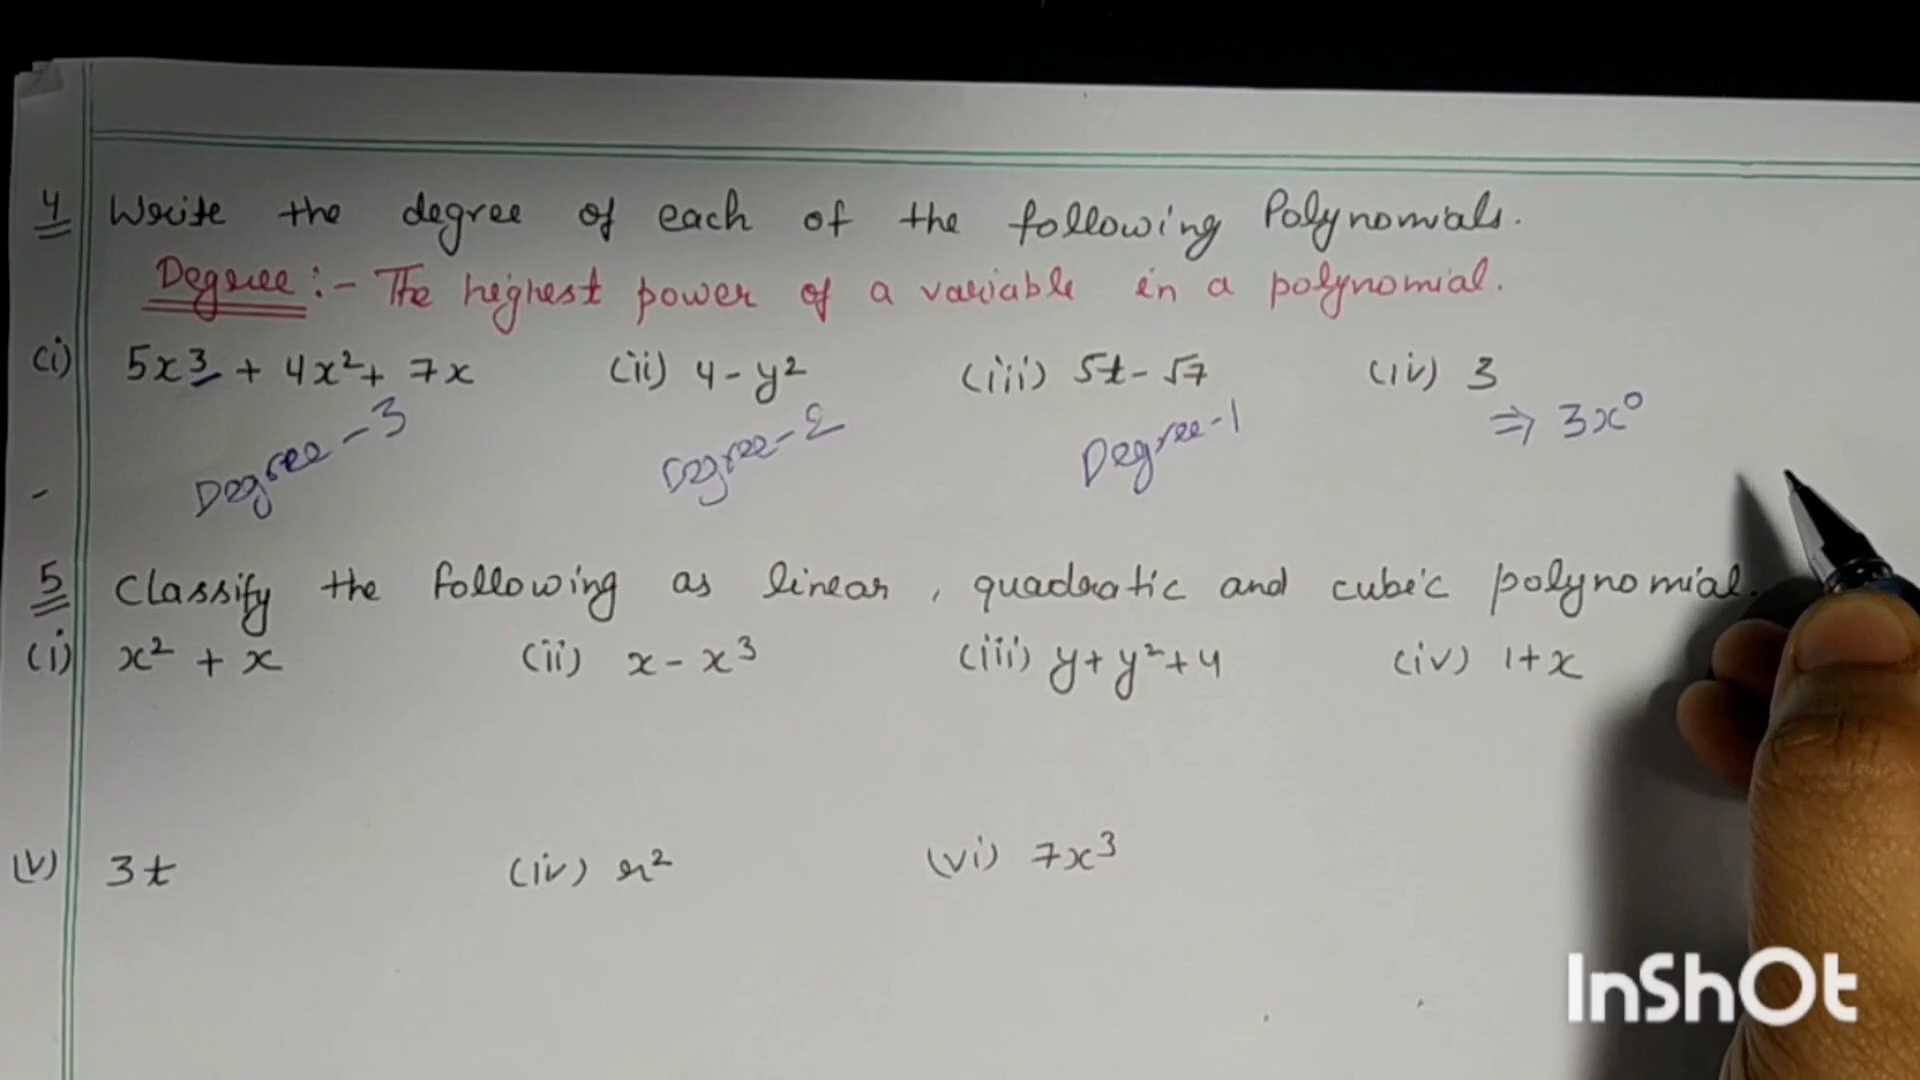 4 Write the degree of each of the following Polynomials.
Degree :- The highest power of a variable in a polynomial.
(i) 5x³ + 4x² + 7x (ii) 4 - y² (iii) 5t - √7 (iv) 3
Degree - 3 Degree - 2 Degree - 1 ⇒ 3x⁰
5 Classify the following as linear, quadratic and cubic polynomial.
(i) x² + x (ii) x - x³ (iii) y + y² + 4 (iv) 1 + x
(v) 3t (iv) r² (vi) 7x³
InShOt